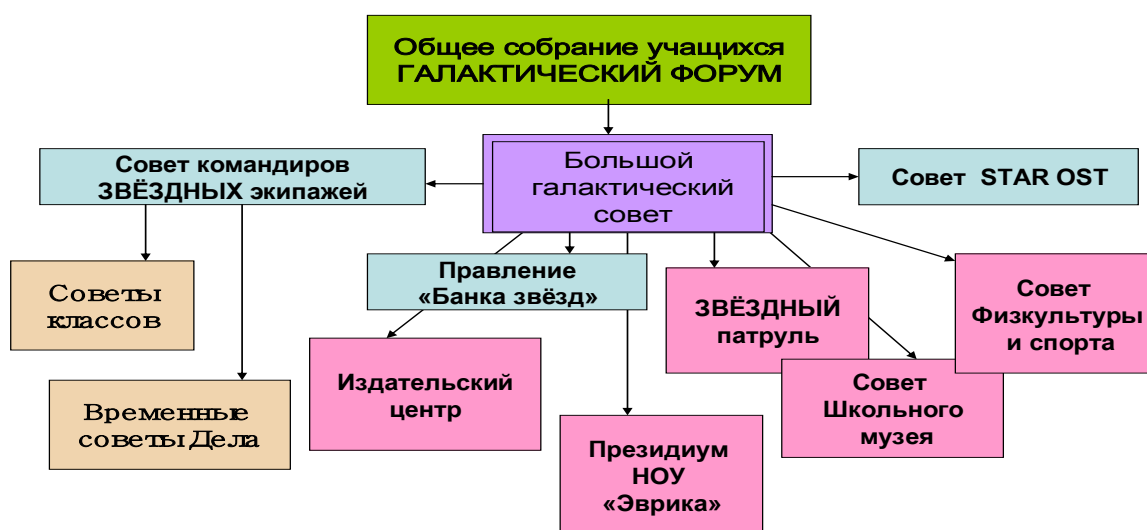 Общее собрание учащихся
ГАЛАКТИЧЕСКИЙ ФОРУМ
Большой
галактический
совет
Совет командиров
ЗВЁЗДНЫХ экипажей
Совет STAR OST
Правление
«Банка звёзд»
Советы
классов
Временные
советы Дела
Издательский
центр
Президиум
НОУ
«Эврика»
ЗВЁЗДНЫЙ
патруль
Совет
Школьного
музея
Совет
Физкультуры
и спорта